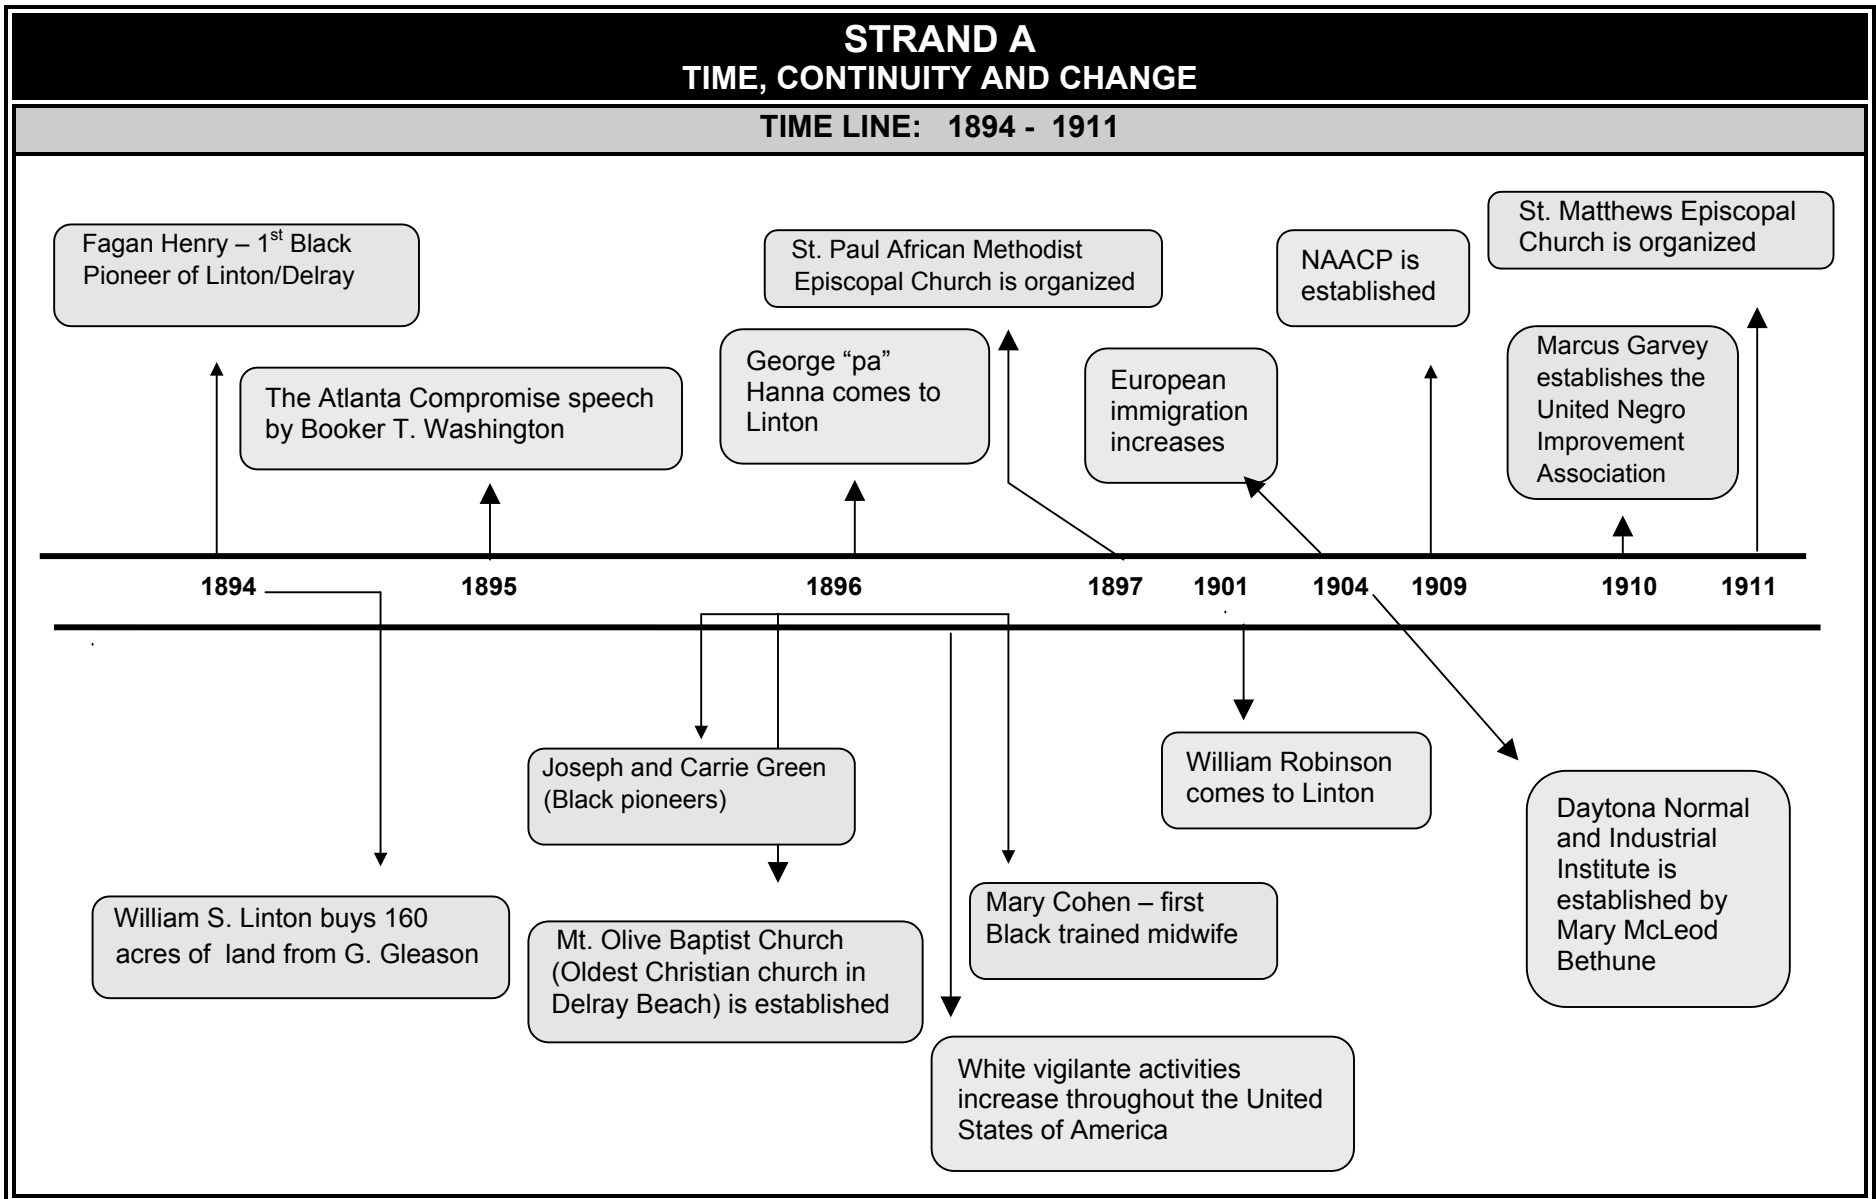 STRAND A
TIME, CONTINUITY AND CHANGE
TIME LINE: 1894 - 1911
Fagan Henry – 1st Black
Pioneer of Linton/Delray
The Atlanta Compromise speech
by Booker T. Washington
George “pa”
Hanna comes to
Linton
St. Paul African Methodist
Episcopal Church is organized
European
immigration
increases
NAACP is
established
Marcus Garvey
establishes the
United Negro
Improvement
Association
St. Matthews Episcopal
Church is organized
1894
1895
1896
1897
1901
1904
1909
1910
1911
William S. Linton buys 160
acres of land from G. Gleason
Joseph and Carrie Green
(Black pioneers)
Mt. Olive Baptist Church
(Oldest Christian church in
Delray Beach) is established
Mary Cohen – first
Black trained midwife
White vigilante activities
increase throughout the United
States of America
William Robinson
comes to Linton
Daytona Normal
and Industrial
Institute is
established by
Mary McLeod
Bethune